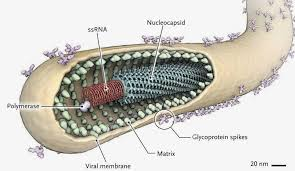 ssRNA
Nucleocapsid
Polymerase
Glycoprotein spikes
Matrix
Viral membrane
20 nm